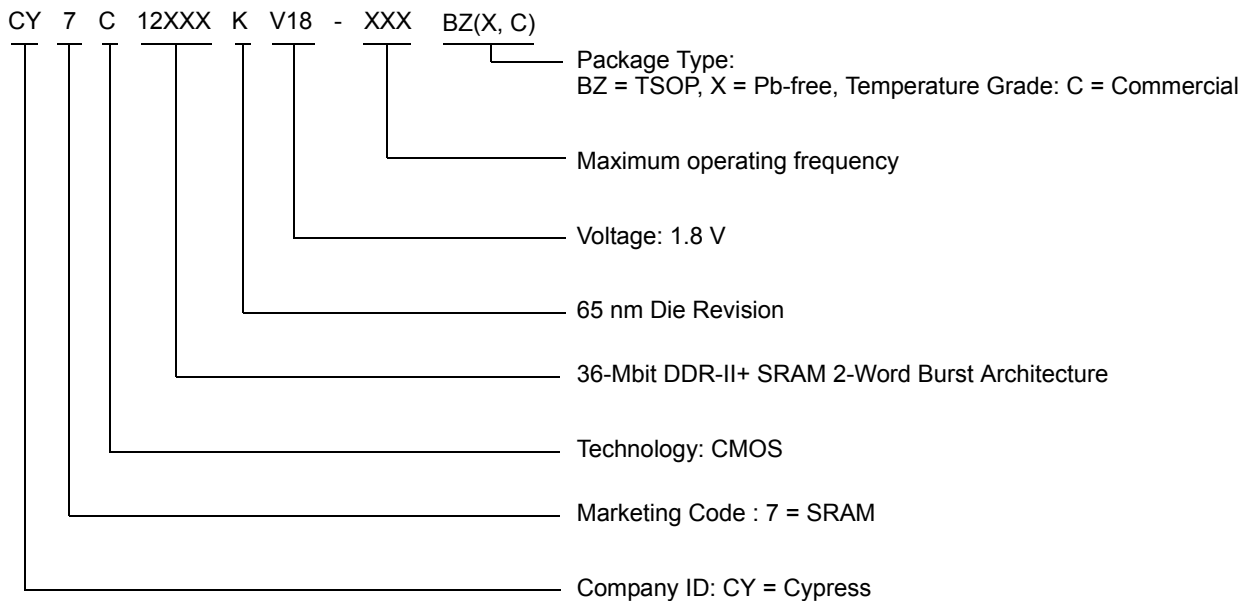 CY 7 C 12XXX K V18 - XXX BZ(X, C)
Package Type:
BZ = TSOP, X = Pb-free, Temperature Grade: C = Commercial
Maximum operating frequency
Voltage: 1.8 V
65 nm Die Revision
36-Mbit DDR-II+ SRAM 2-Word Burst Architecture
Technology: CMOS
Marketing Code : 7 = SRAM
Company ID: CY = Cypress